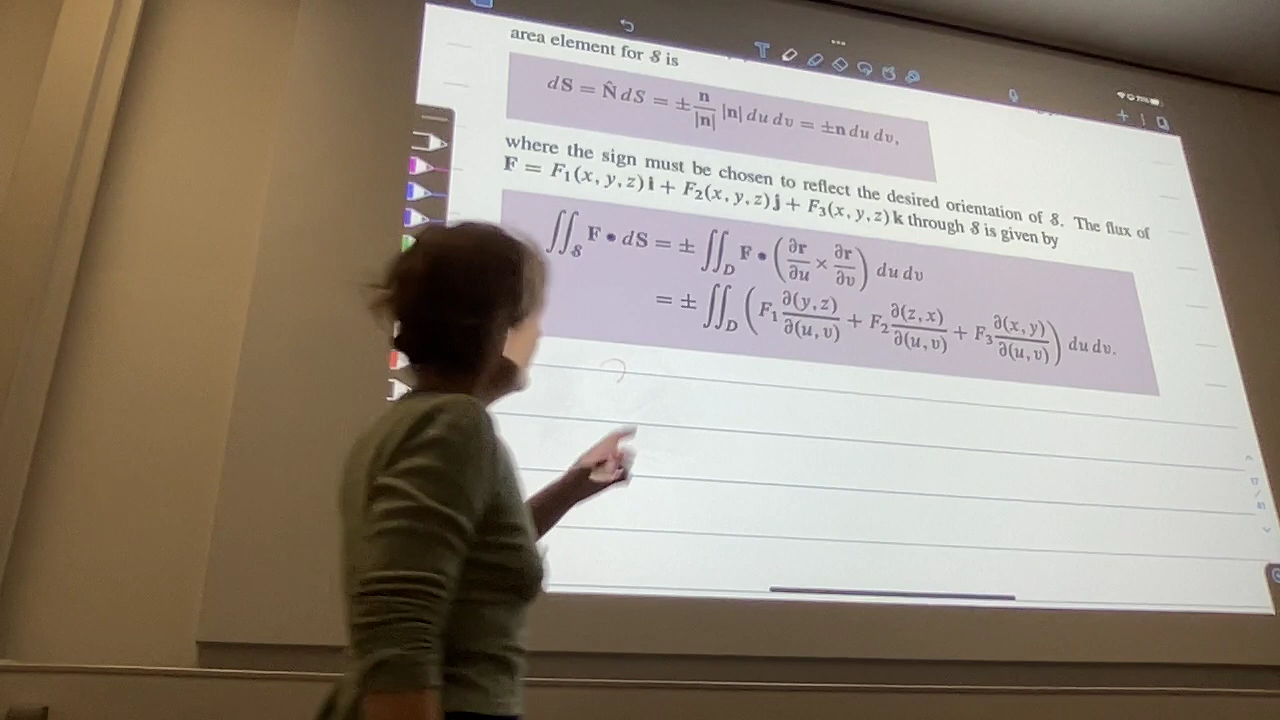 area element for 𝒮 is
d𝐒 = 𝐍̂ dS = ± 𝐧/|𝐧| |𝐧| du dv = ±𝐧 du dv,
where the sign must be chosen to reflect the desired orientation of 𝒮. The flux of
𝐅 = F₁(x, y, z) 𝐢 + F₂(x, y, z) 𝐣 + F₃(x, y, z) 𝐤 through 𝒮 is given by
∬_𝒮 𝐅 • d𝐒 = ± ∬_D 𝐅 • (∂𝐫/∂u × ∂𝐫/∂v) du dv
= ± ∬_D (F₁ ∂(y, z)/∂(u, v) + F₂ ∂(z, x)/∂(u, v) + F₃ ∂(x, y)/∂(u, v)) du dv.